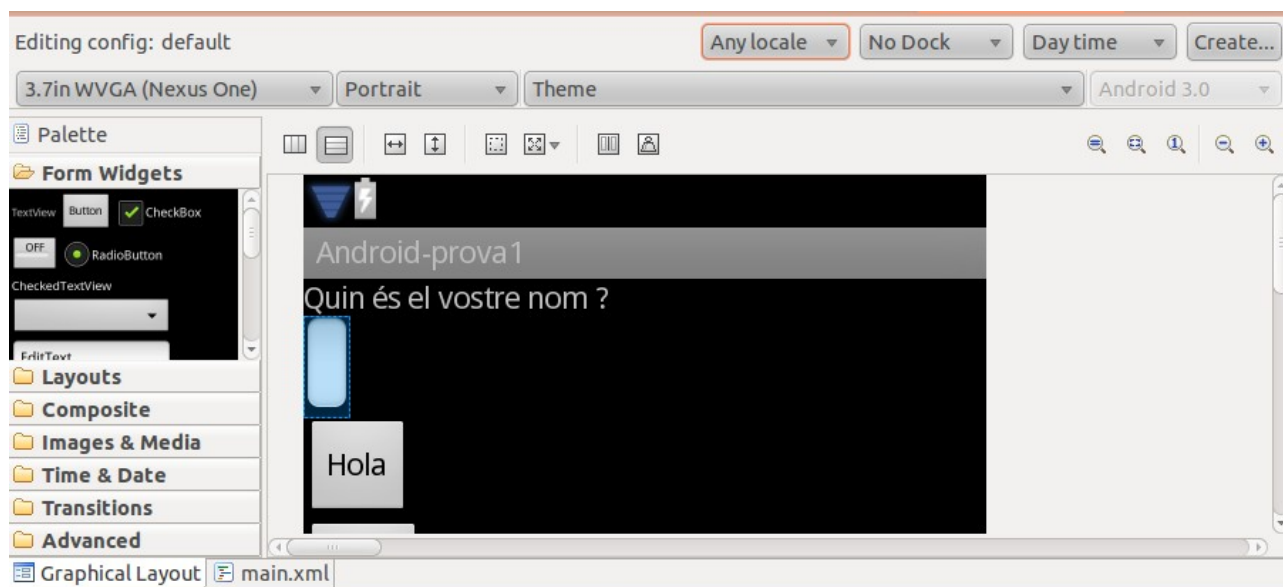 Editing config: default
Any locale
No Dock
Day time
Create...
3.7in WVGA (Nexus One)
Portrait
Theme
Android 3.0
Palette
Form Widgets
TextView
Button
CheckBox
OFF
RadioButton
CheckedTextView
EditText
Layouts
Composite
Images & Media
Time & Date
Transitions
Advanced
Android-prova1
Quin és el vostre nom ?
Hola
Graphical Layout
main.xml